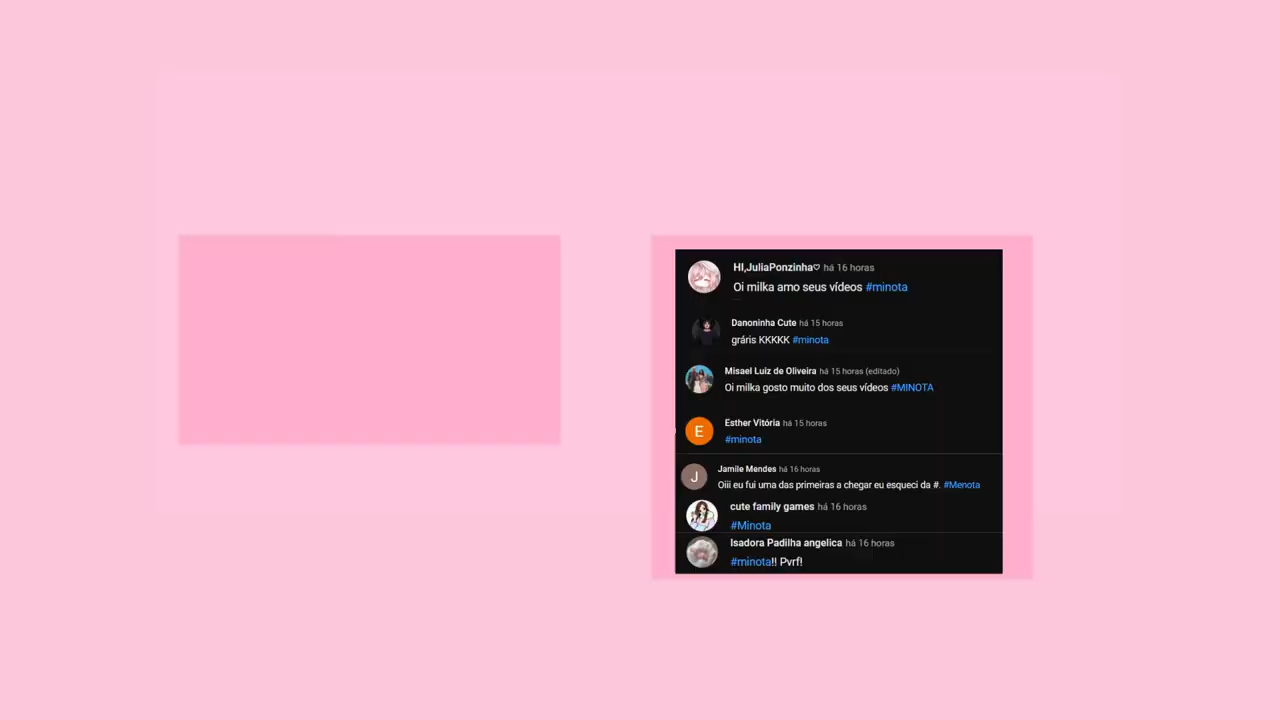 HI,JuliaPonzinha♡ há 16 horas
Oi milka amo seus vídeos #minota
Danoninha Cute há 15 horas
gráris KKKKK #minota
Misael Luiz de Oliveira há 15 horas (editado)
Oi milka gosto muito dos seus vídeos #MINOTA
E
Esther Vitória há 15 horas
#minota
J
Jamile Mendes há 16 horas
Oiii eu fui uma das primeiras a chegar eu esqueci da #. #Menota
cute family games há 16 horas
#Minota
Isadora Padilha angelica há 16 horas
#minota!! Pvrf!